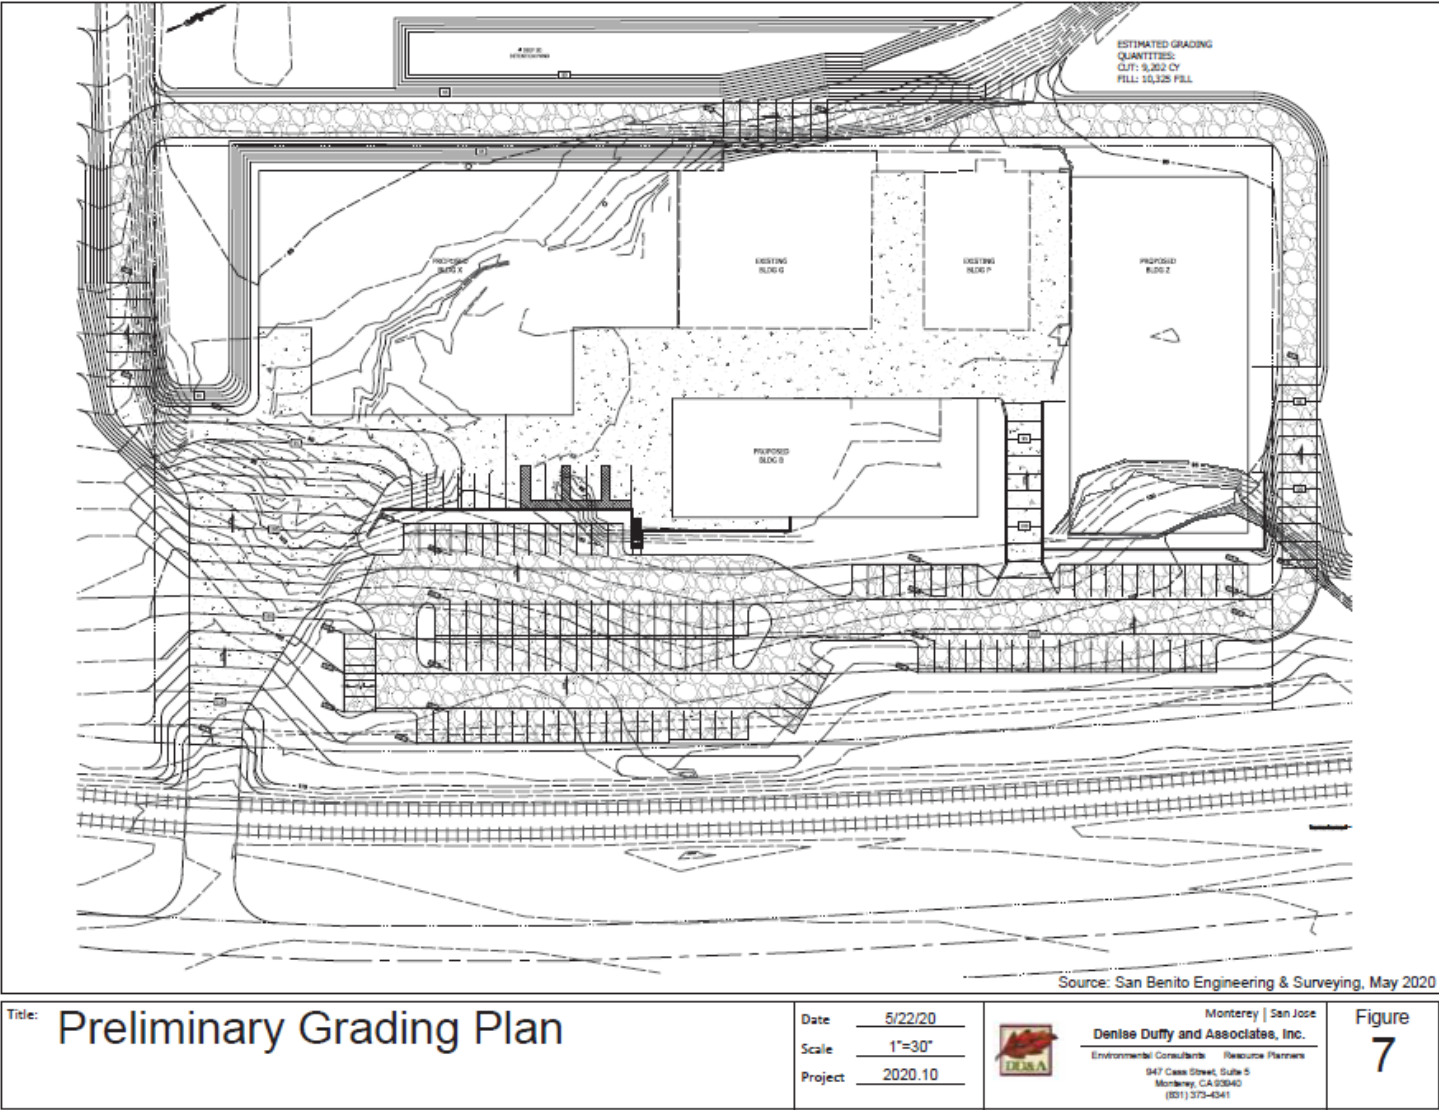 ESTIMATED GRADING
QUANTITIES:
CUT: 9,202 CY
FILL: 10,325 FILL
DETENTION POND
PROPOSED
BLDG X
EXISTING
BLDG G
EXISTING
BLDG F
PROPOSED
BLDG Z
PROPOSED
BLDG B
Source: San Benito Engineering & Surveying, May 2020
Title: Preliminary Grading Plan
Date 5/22/20
Scale 1"=30"
Project 2020.10
DD&A
Monterey | San Jose
Denise Duffy and Associates, Inc.
Environmental Consultants Resource Planners
947 Cass Street, Suite 5
Monterey, CA 93940
(831) 373-4341
Figure
7